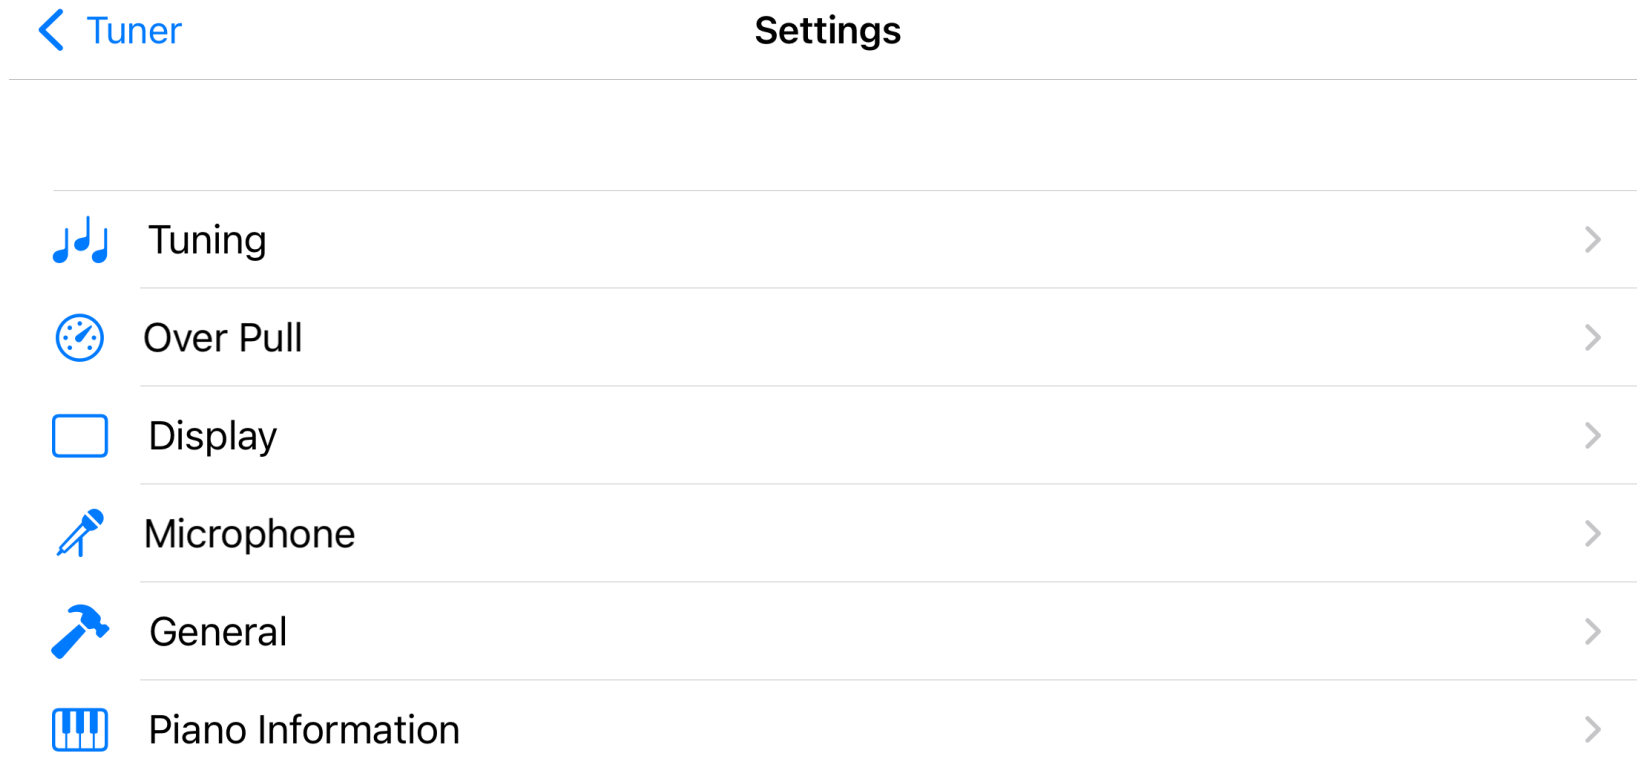 Tuner
Settings
Tuning
Over Pull
Display
Microphone
General
Piano Information